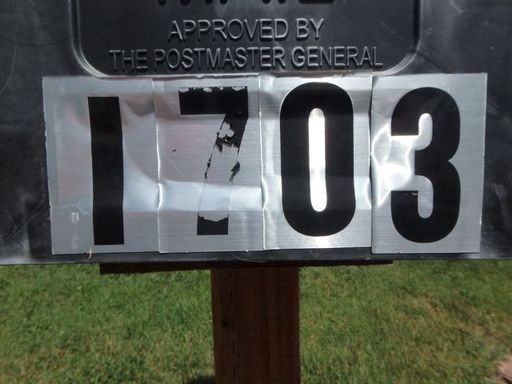 APPROVED BY
THE POSTMASTER GENERAL
1703